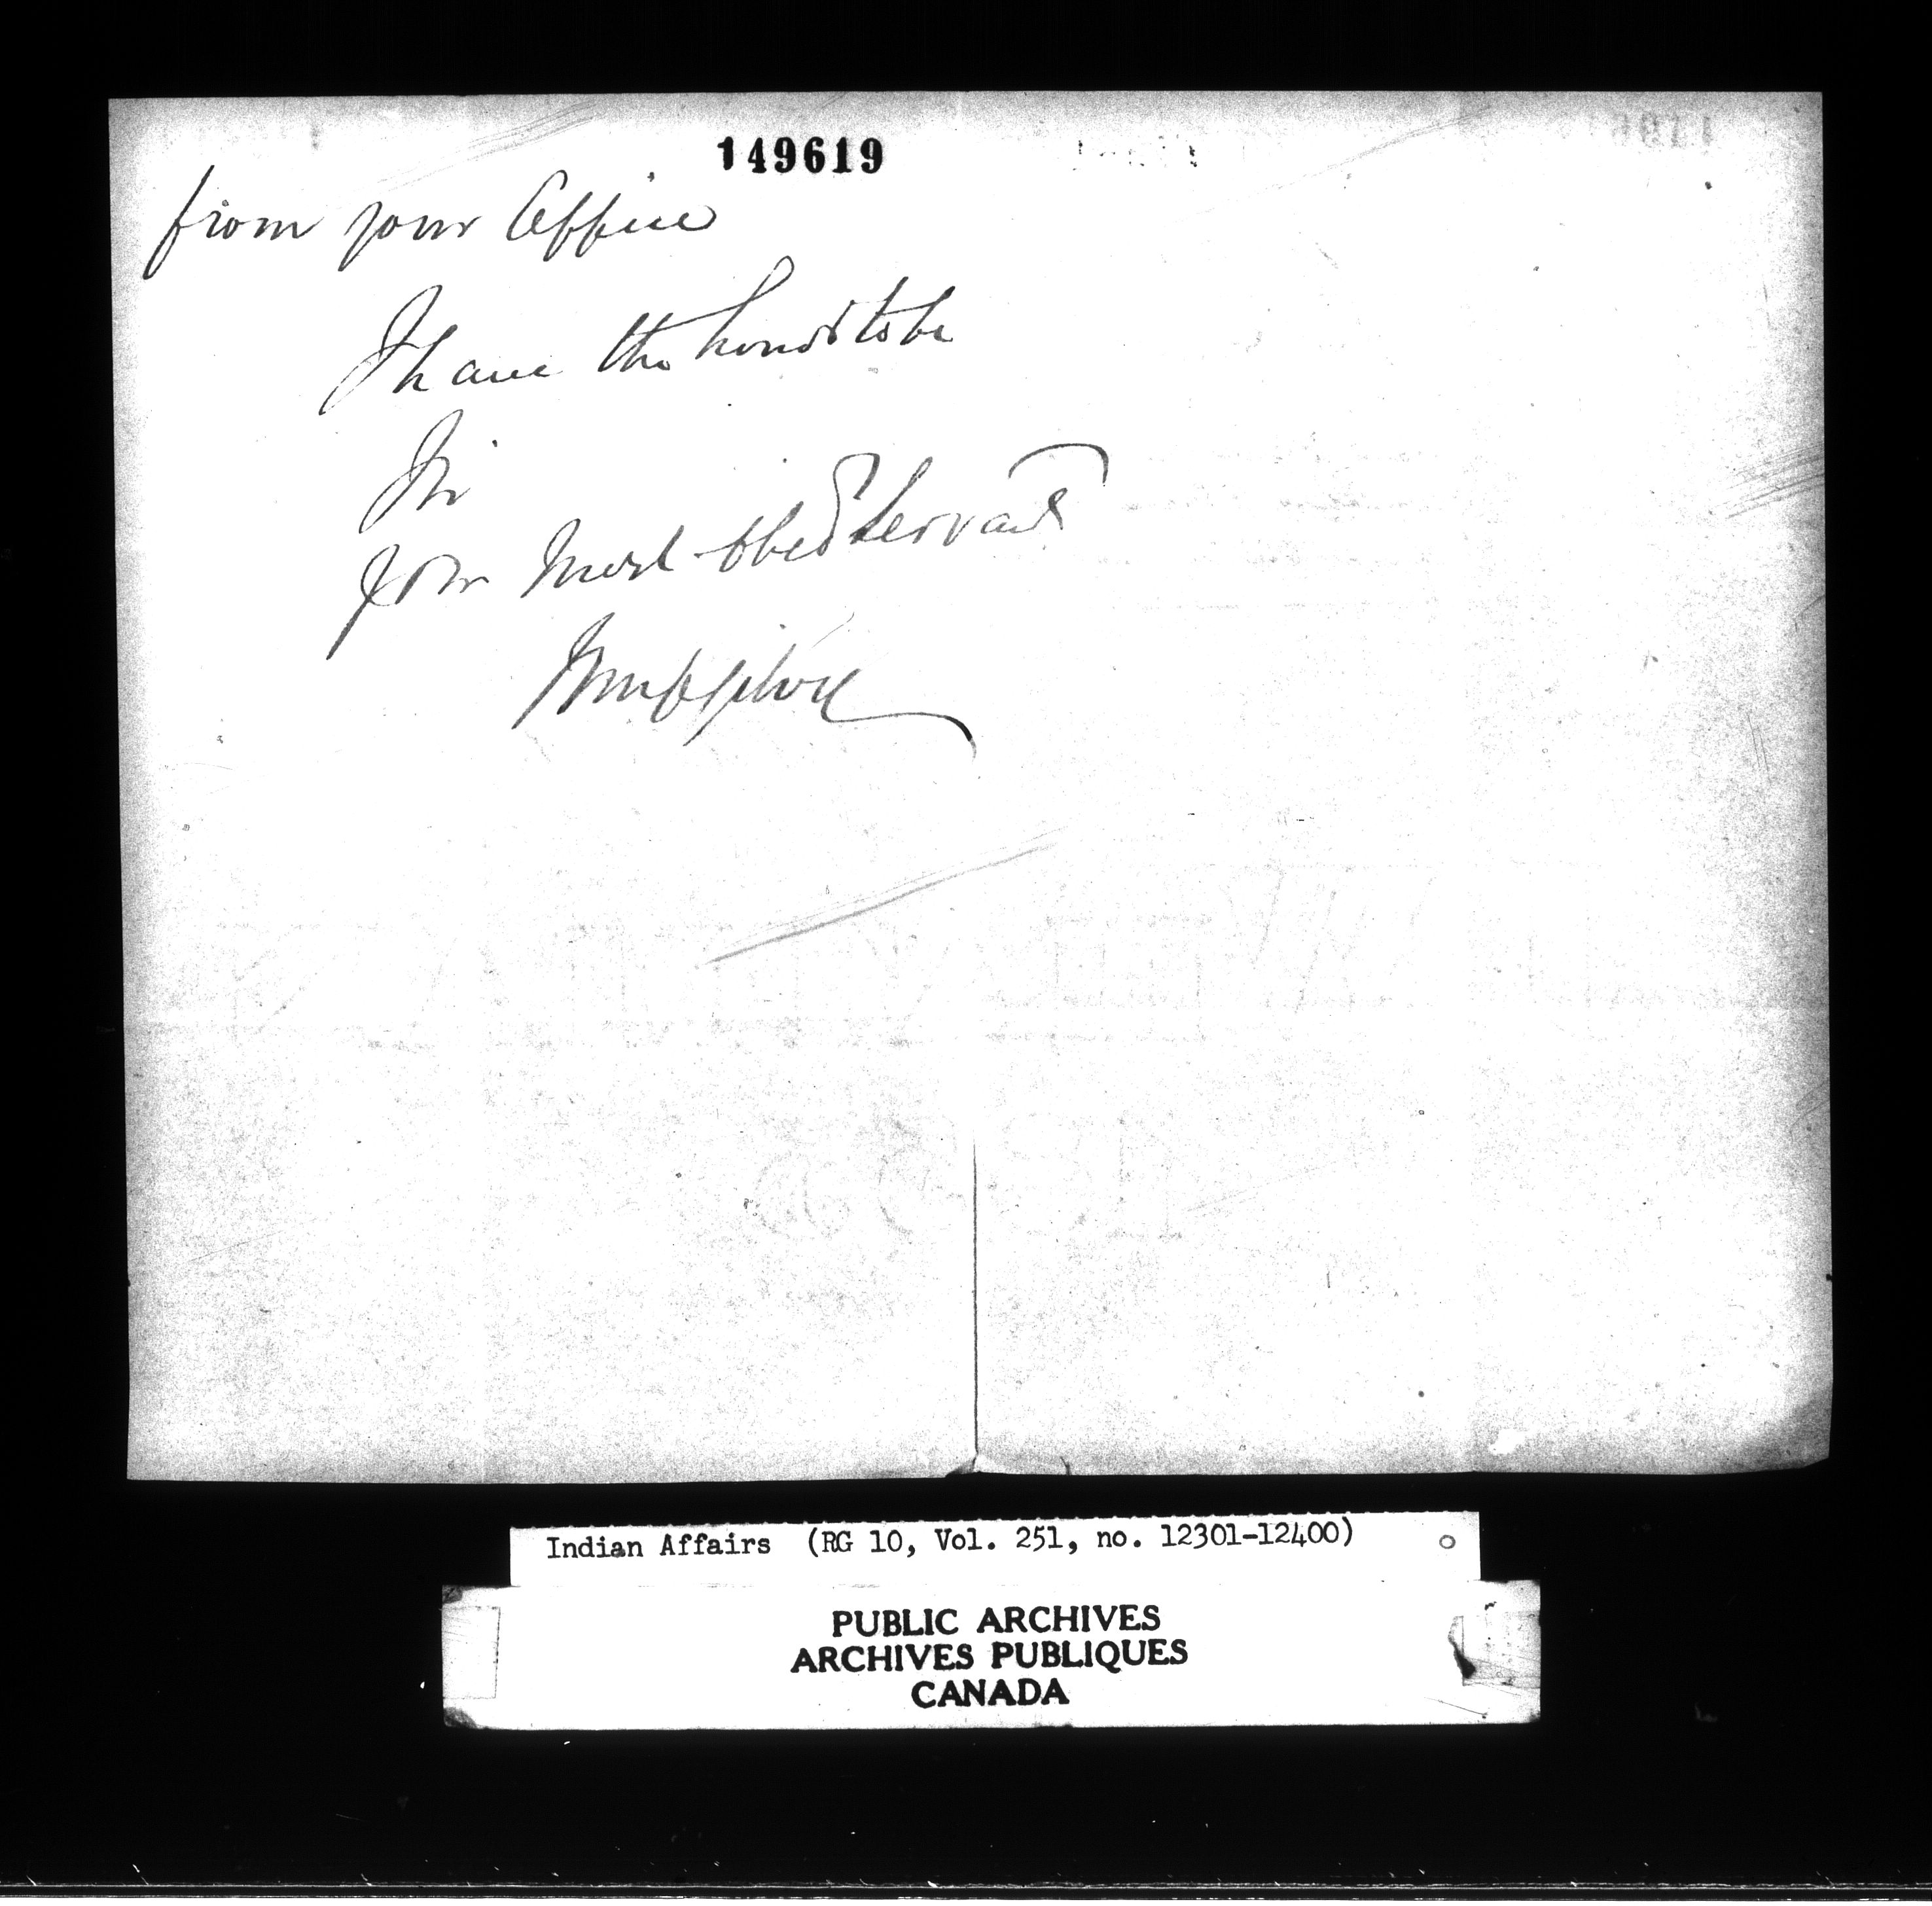 149619
from your Office
I have the honor to be
Sir
Your most obed Servant
Indian Affairs (RG 10, Vol. 251, no. 12301-12400)
PUBLIC ARCHIVES
ARCHIVES PUBLIQUES
CANADA